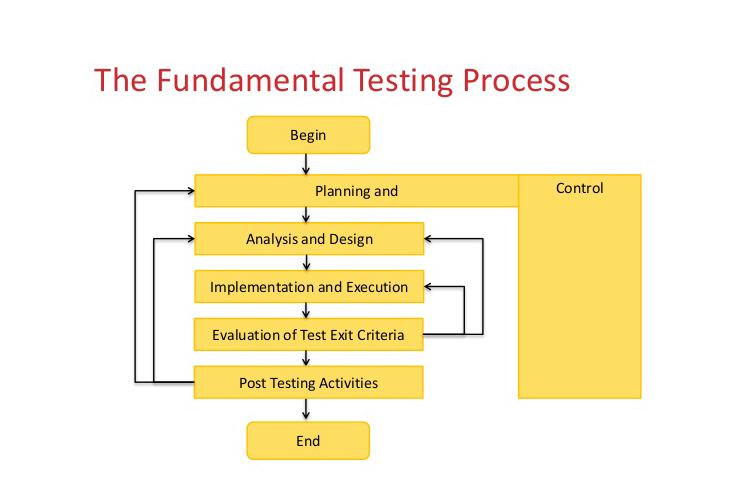 The Fundamental Testing Process
Begin
Planning and
Control
Analysis and Design
Implementation and Execution
Evaluation of Test Exit Criteria
Post Testing Activities
End